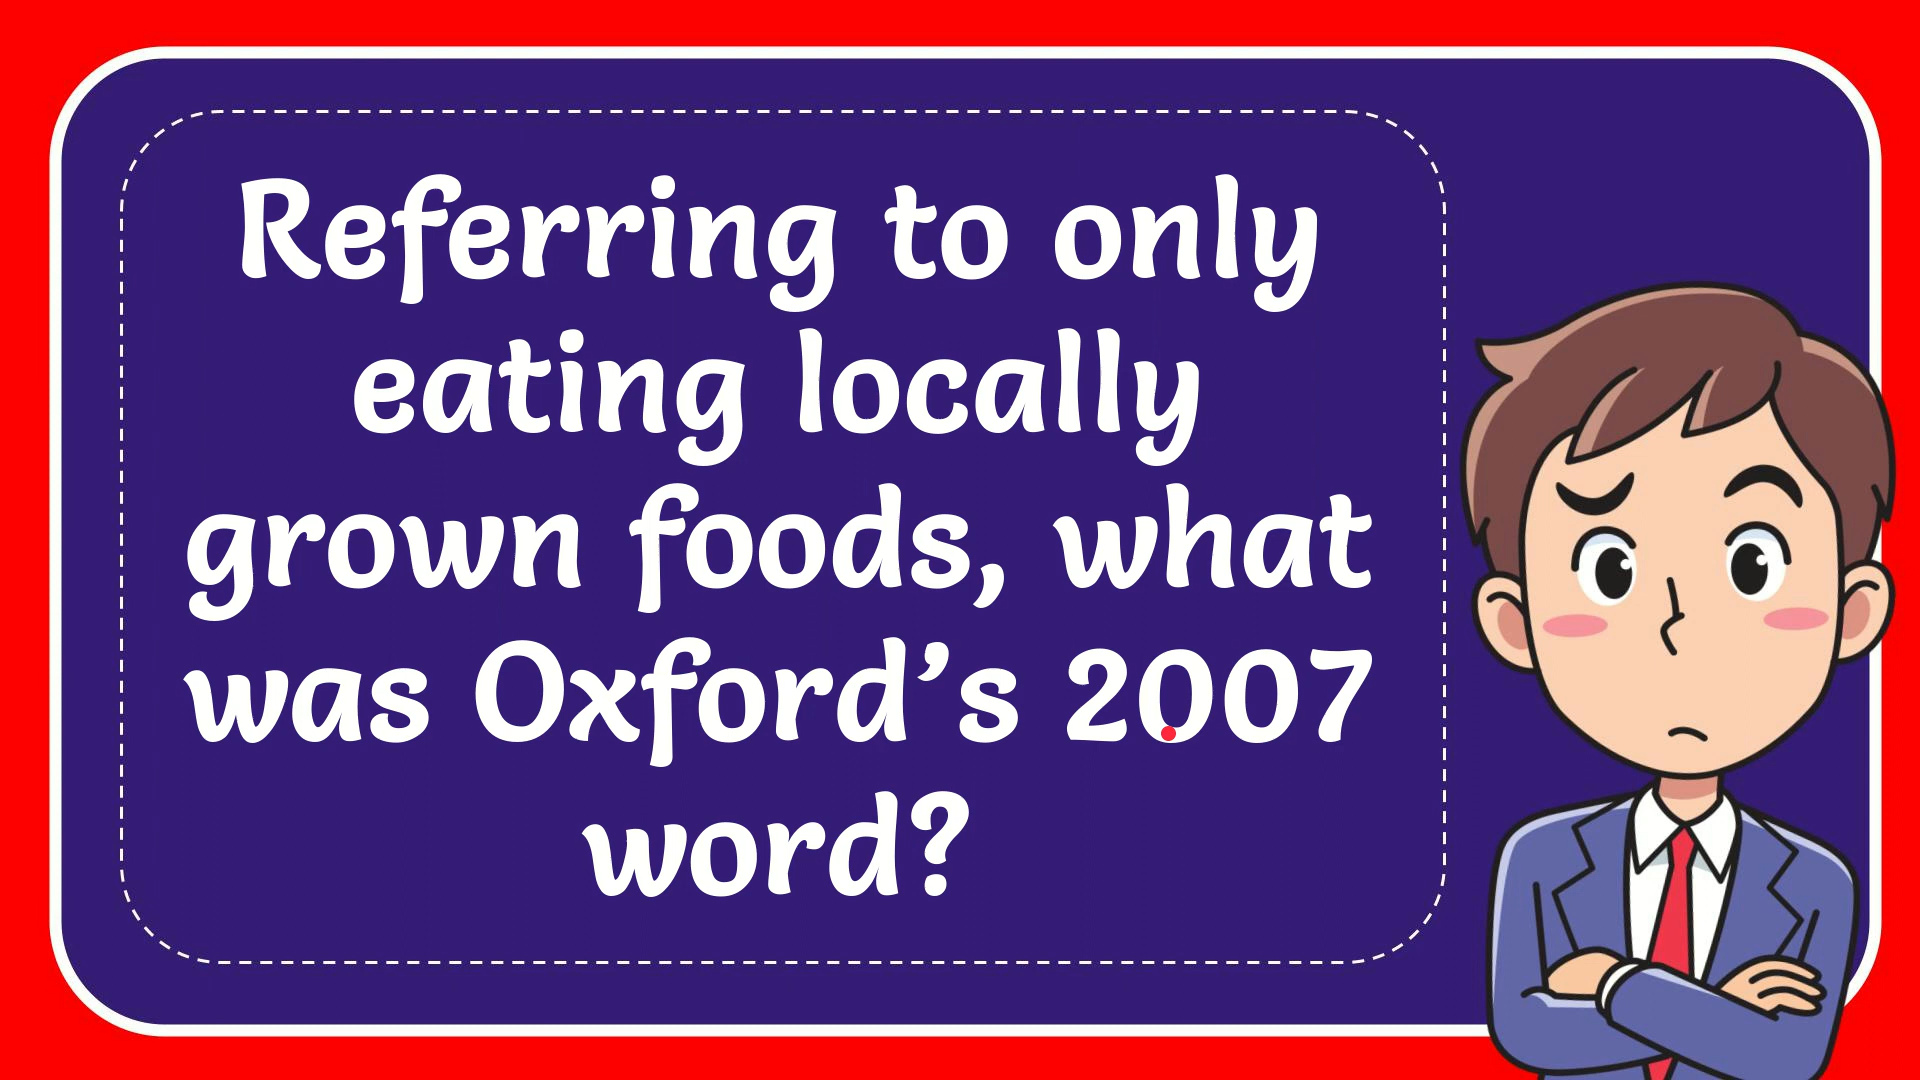 Referring to only
eating locally
grown foods, what
was Oxford’s 2007
word?